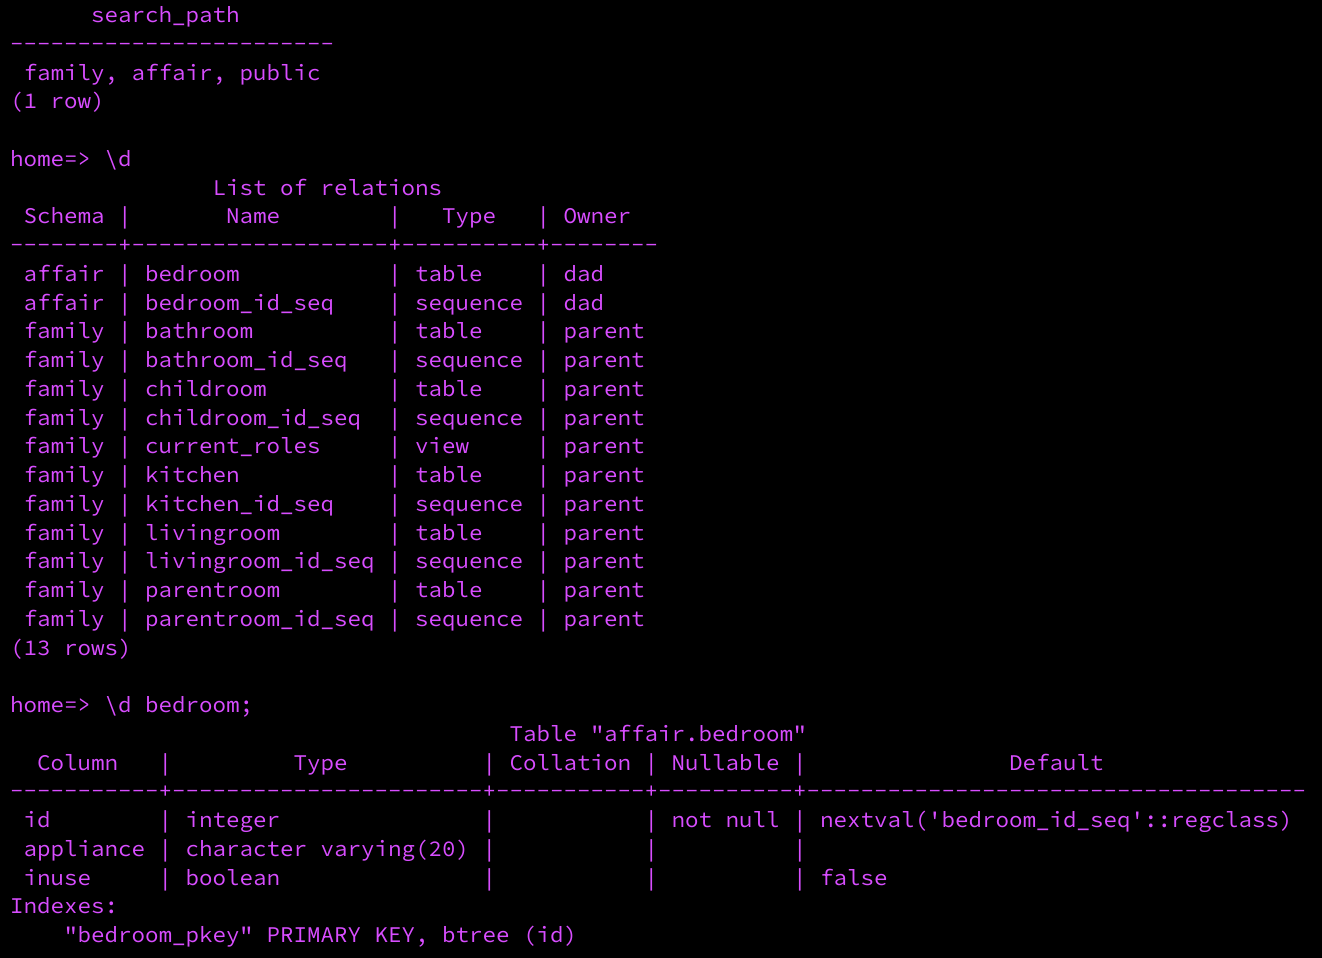 search_path
------------------------
 family, affair, public
(1 row)

home=> \d
               List of relations
 Schema |       Name        |   Type   | Owner
--------+-------------------+----------+--------
 affair | bedroom           | table    | dad
 affair | bedroom_id_seq    | sequence | dad
 family | bathroom          | table    | parent
 family | bathroom_id_seq   | sequence | parent
 family | childroom         | table    | parent
 family | childroom_id_seq  | sequence | parent
 family | current_roles     | view     | parent
 family | kitchen           | table    | parent
 family | kitchen_id_seq    | sequence | parent
 family | livingroom        | table    | parent
 family | livingroom_id_seq | sequence | parent
 family | parentroom        | table    | parent
 family | parentroom_id_seq | sequence | parent
(13 rows)

home=> \d bedroom;
                                     Table "affair.bedroom"
  Column   |         Type          | Collation | Nullable |               Default
-----------+-----------------------+-----------+----------+-------------------------------------
 id        | integer               |           | not null | nextval('bedroom_id_seq'::regclass)
 appliance | character varying(20) |           |          |
 inuse     | boolean               |           |          | false
Indexes:
    "bedroom_pkey" PRIMARY KEY, btree (id)